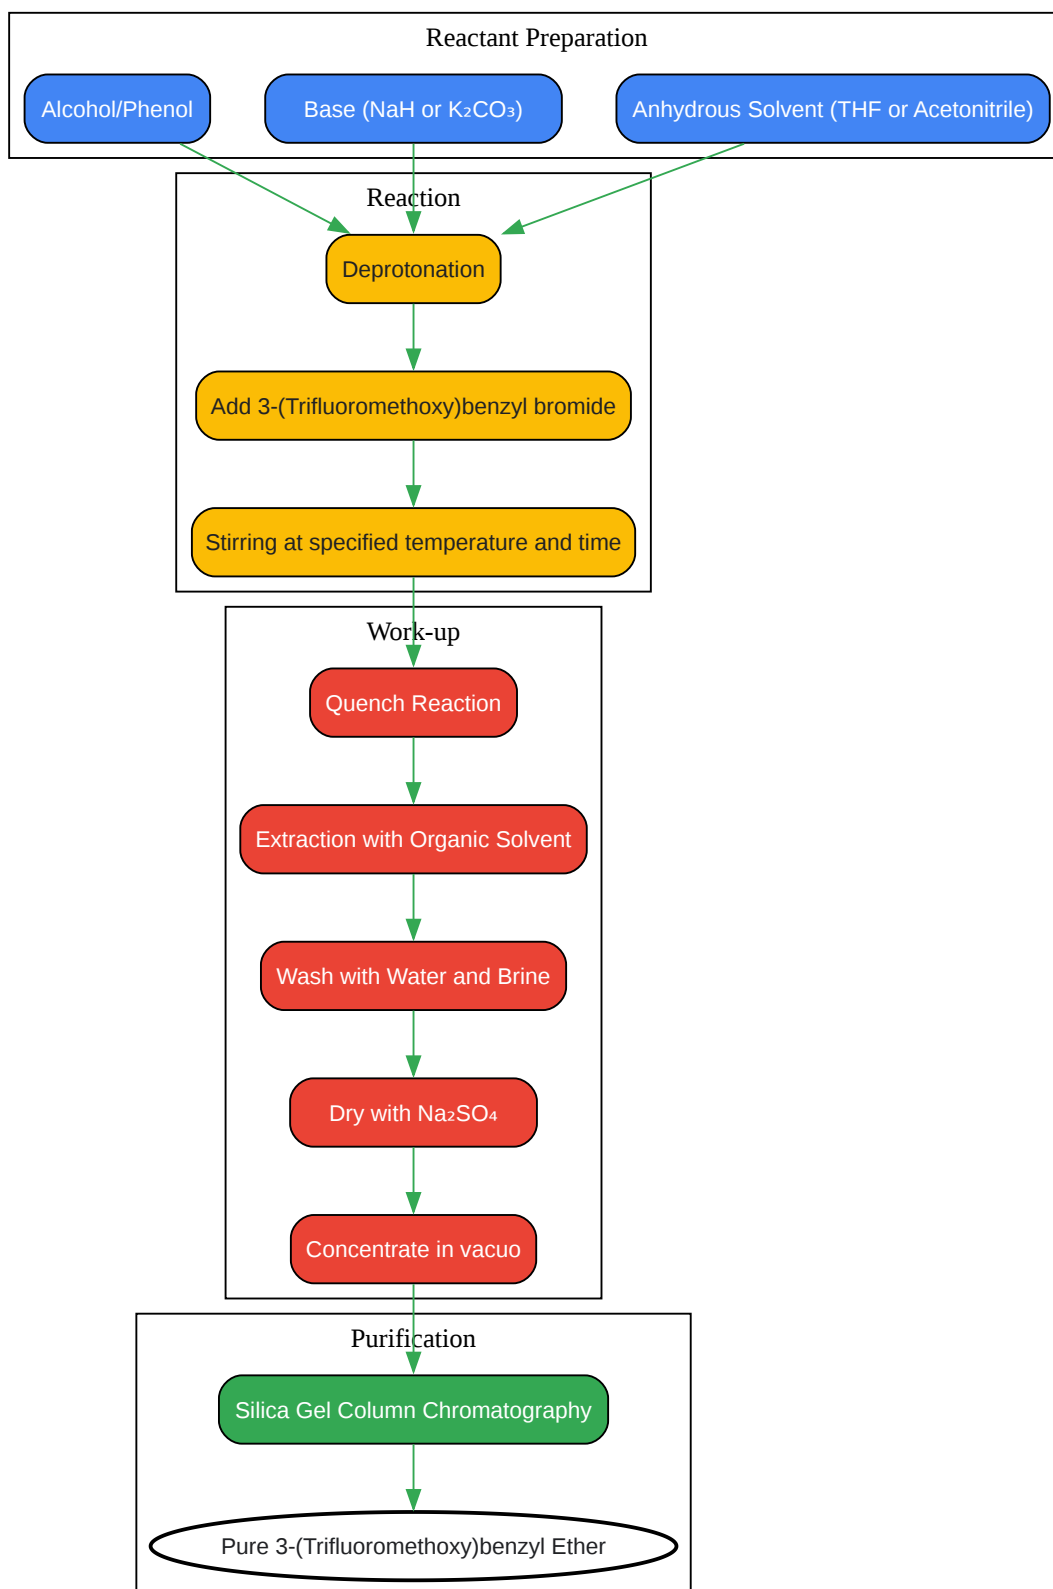 Reactant Preparation
Alcohol/Phenol
Base (NaH or K₂CO₃)
Anhydrous Solvent (THF or Acetonitrile)
Reaction
Deprotonation
Add 3-(Trifluoromethoxy)benzyl bromide
Stirring at specified temperature and time
Work-up
Quench Reaction
Extraction with Organic Solvent
Wash with Water and Brine
Dry with Na₂SO₄
Concentrate in vacuo
Purification
Silica Gel Column Chromatography
Pure 3-(Trifluoromethoxy)benzyl Ether